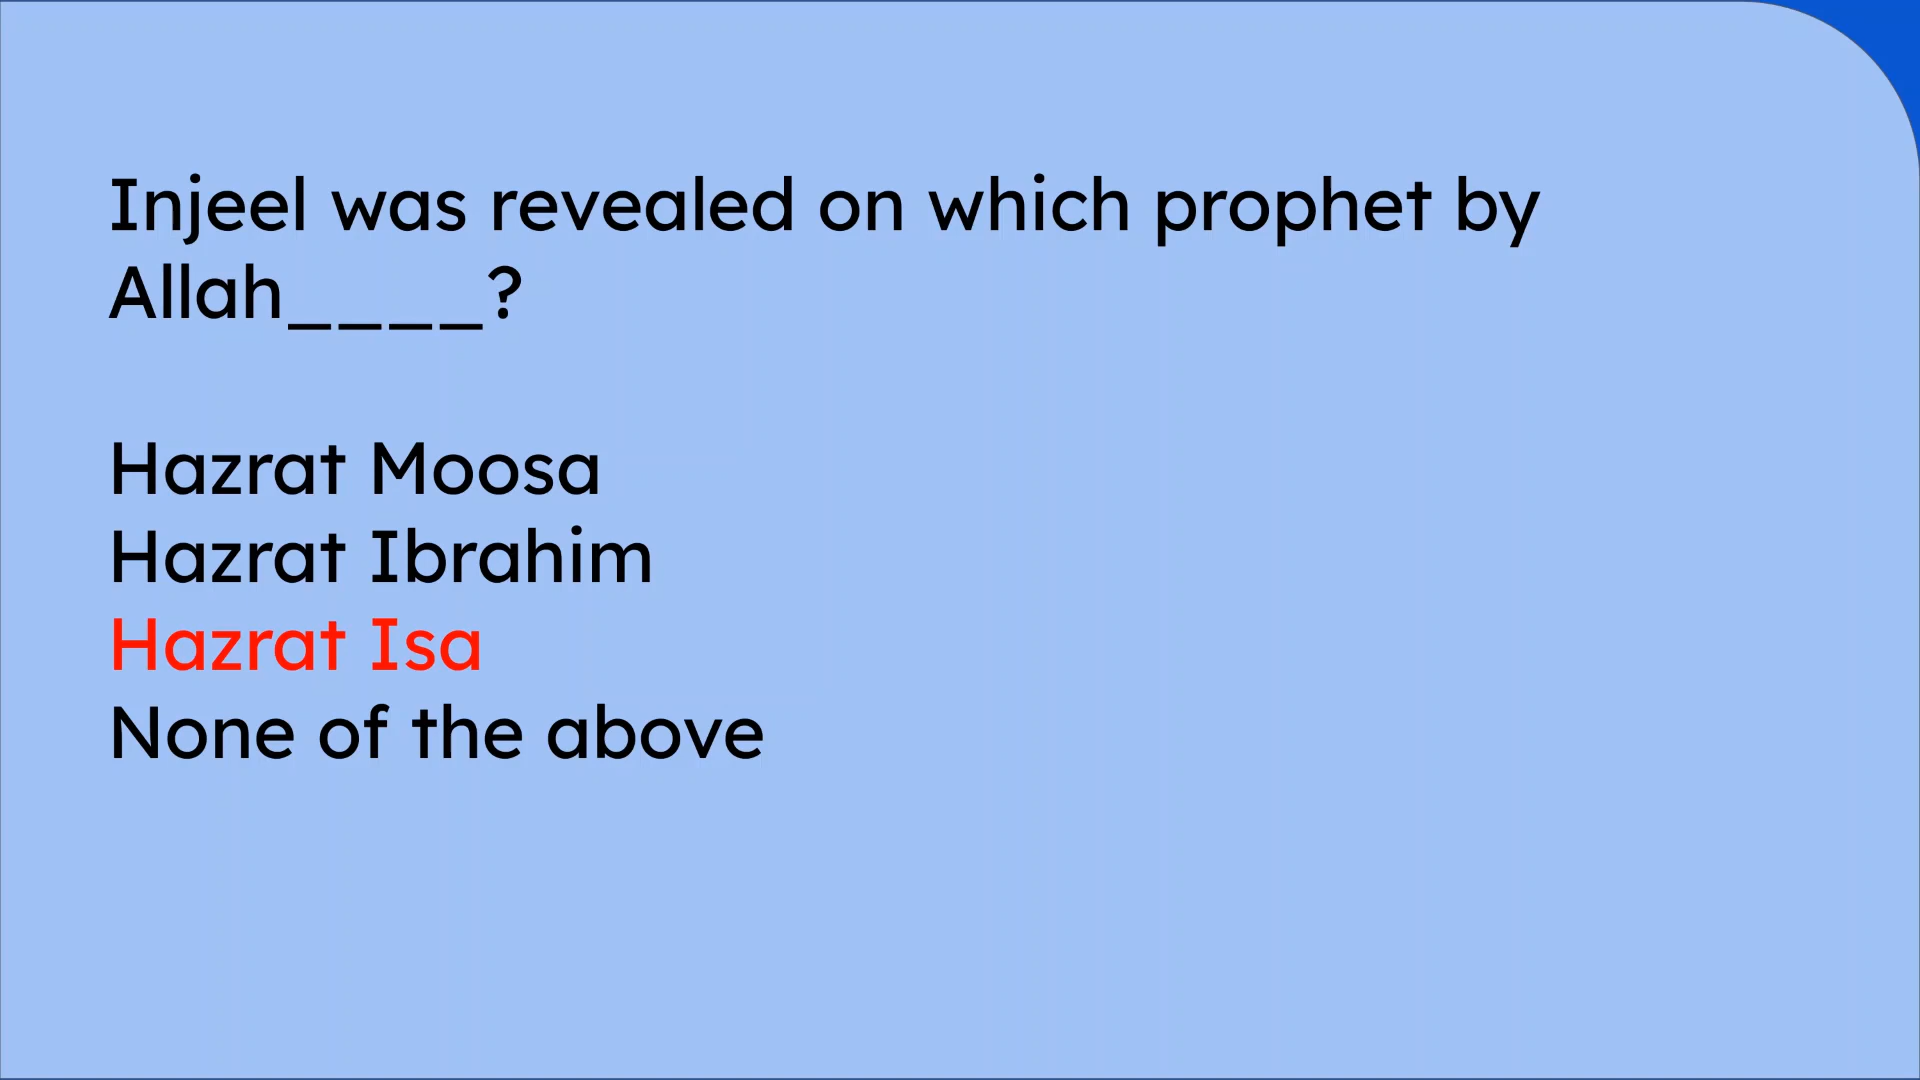 Injeel was revealed on which prophet by
Allah____?
Hazrat Moosa
Hazrat Ibrahim
Hazrat Isa
None of the above